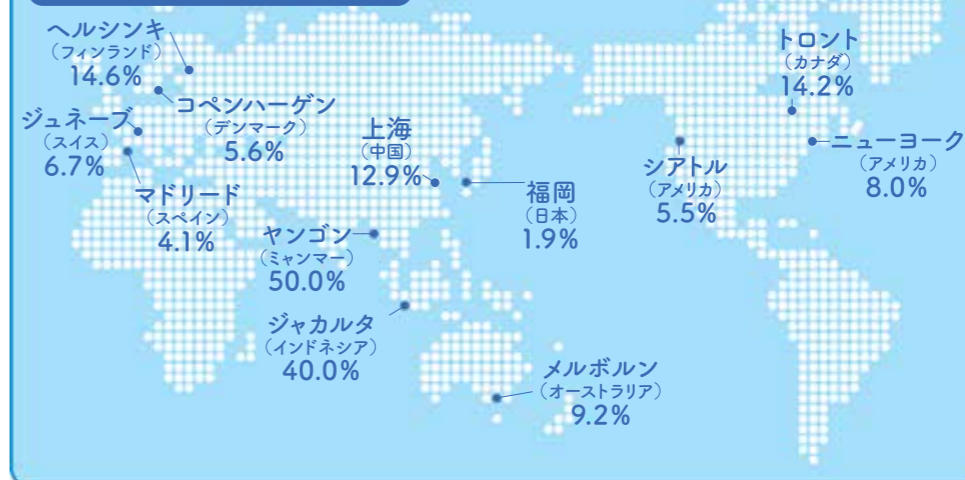 ヘルシンキ
（フィンランド）
14.6%
コペンハーゲン
（デンマーク）
5.6%
ジュネーブ
（スイス）
6.7%
マドリード
（スペイン）
4.1%
上海
（中国）
12.9%
福岡
（日本）
1.9%
ヤンゴン
（ミャンマー）
50.0%
ジャカルタ
（インドネシア）
40.0%
メルボルン
（オーストラリア）
9.2%
シアトル
（アメリカ）
5.5%
トロント
（カナダ）
14.2%
ニューヨーク
（アメリカ）
8.0%